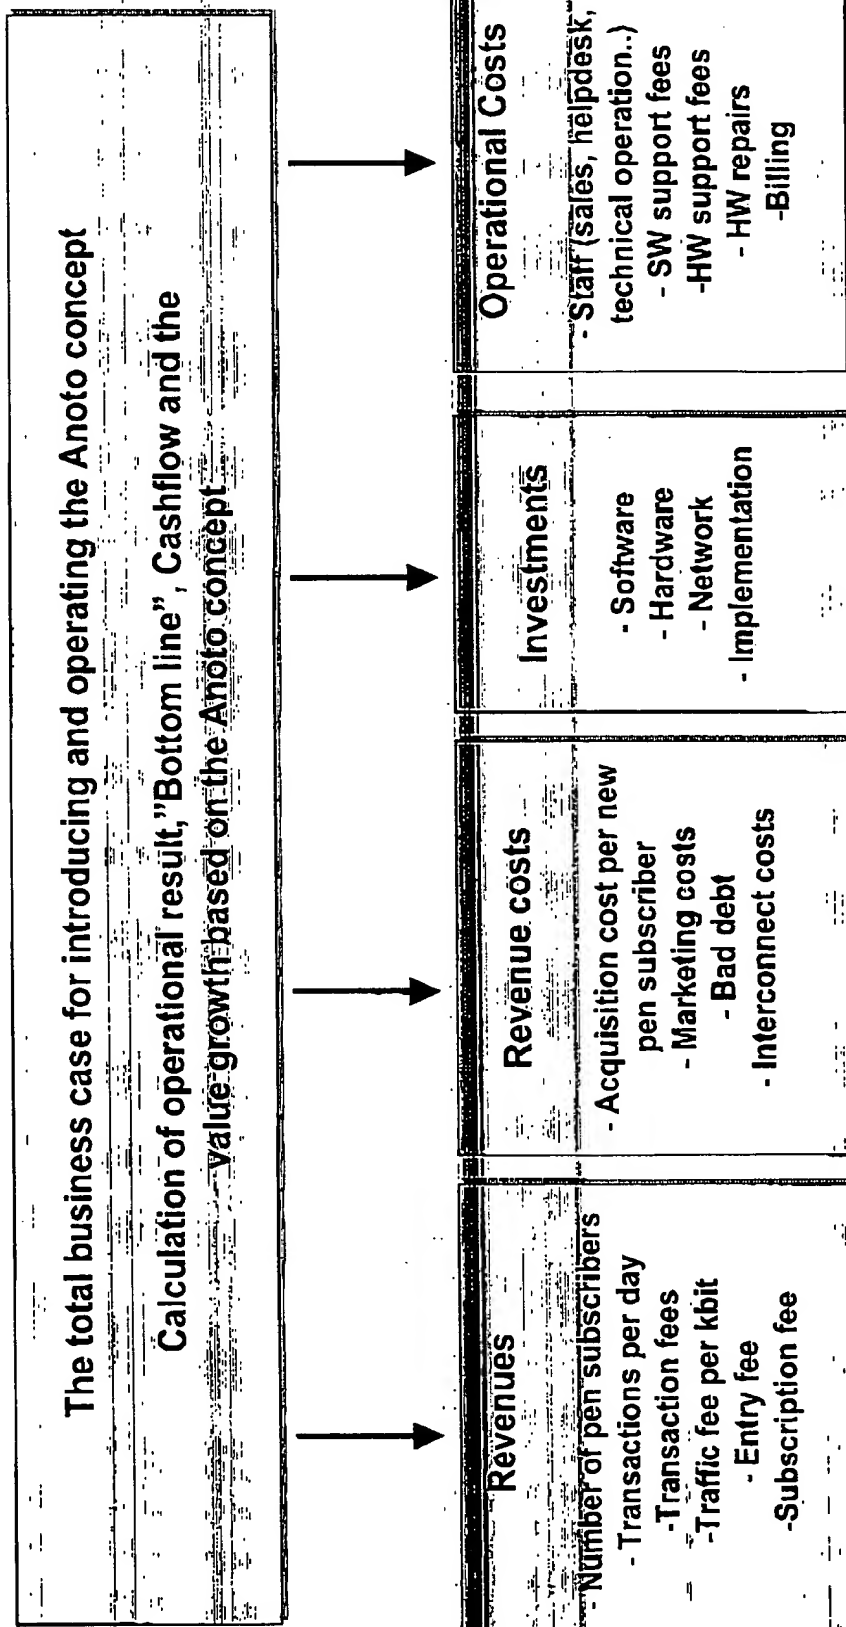 The total business case for introducing and operating the Anoto concept
Calculation of operational result,"Bottom line", Cashflow and the
value growth based on the Anoto concept
Revenues
- Number of pen subscribers
- Transactions per day
-Transaction fees
-Traffic fee per kbit
- Entry fee
-Subscription fee
Revenue costs
- Acquisition cost per new
pen subscriber
- Marketing costs
- Bad debt
- Interconnect costs
Investments
- Software
- Hardware
- Network
- Implementation
Operational Costs
- Staff (sales, helpdesk,
technical operation..)
- SW support fees
-HW support fees
- HW repairs
-Billing